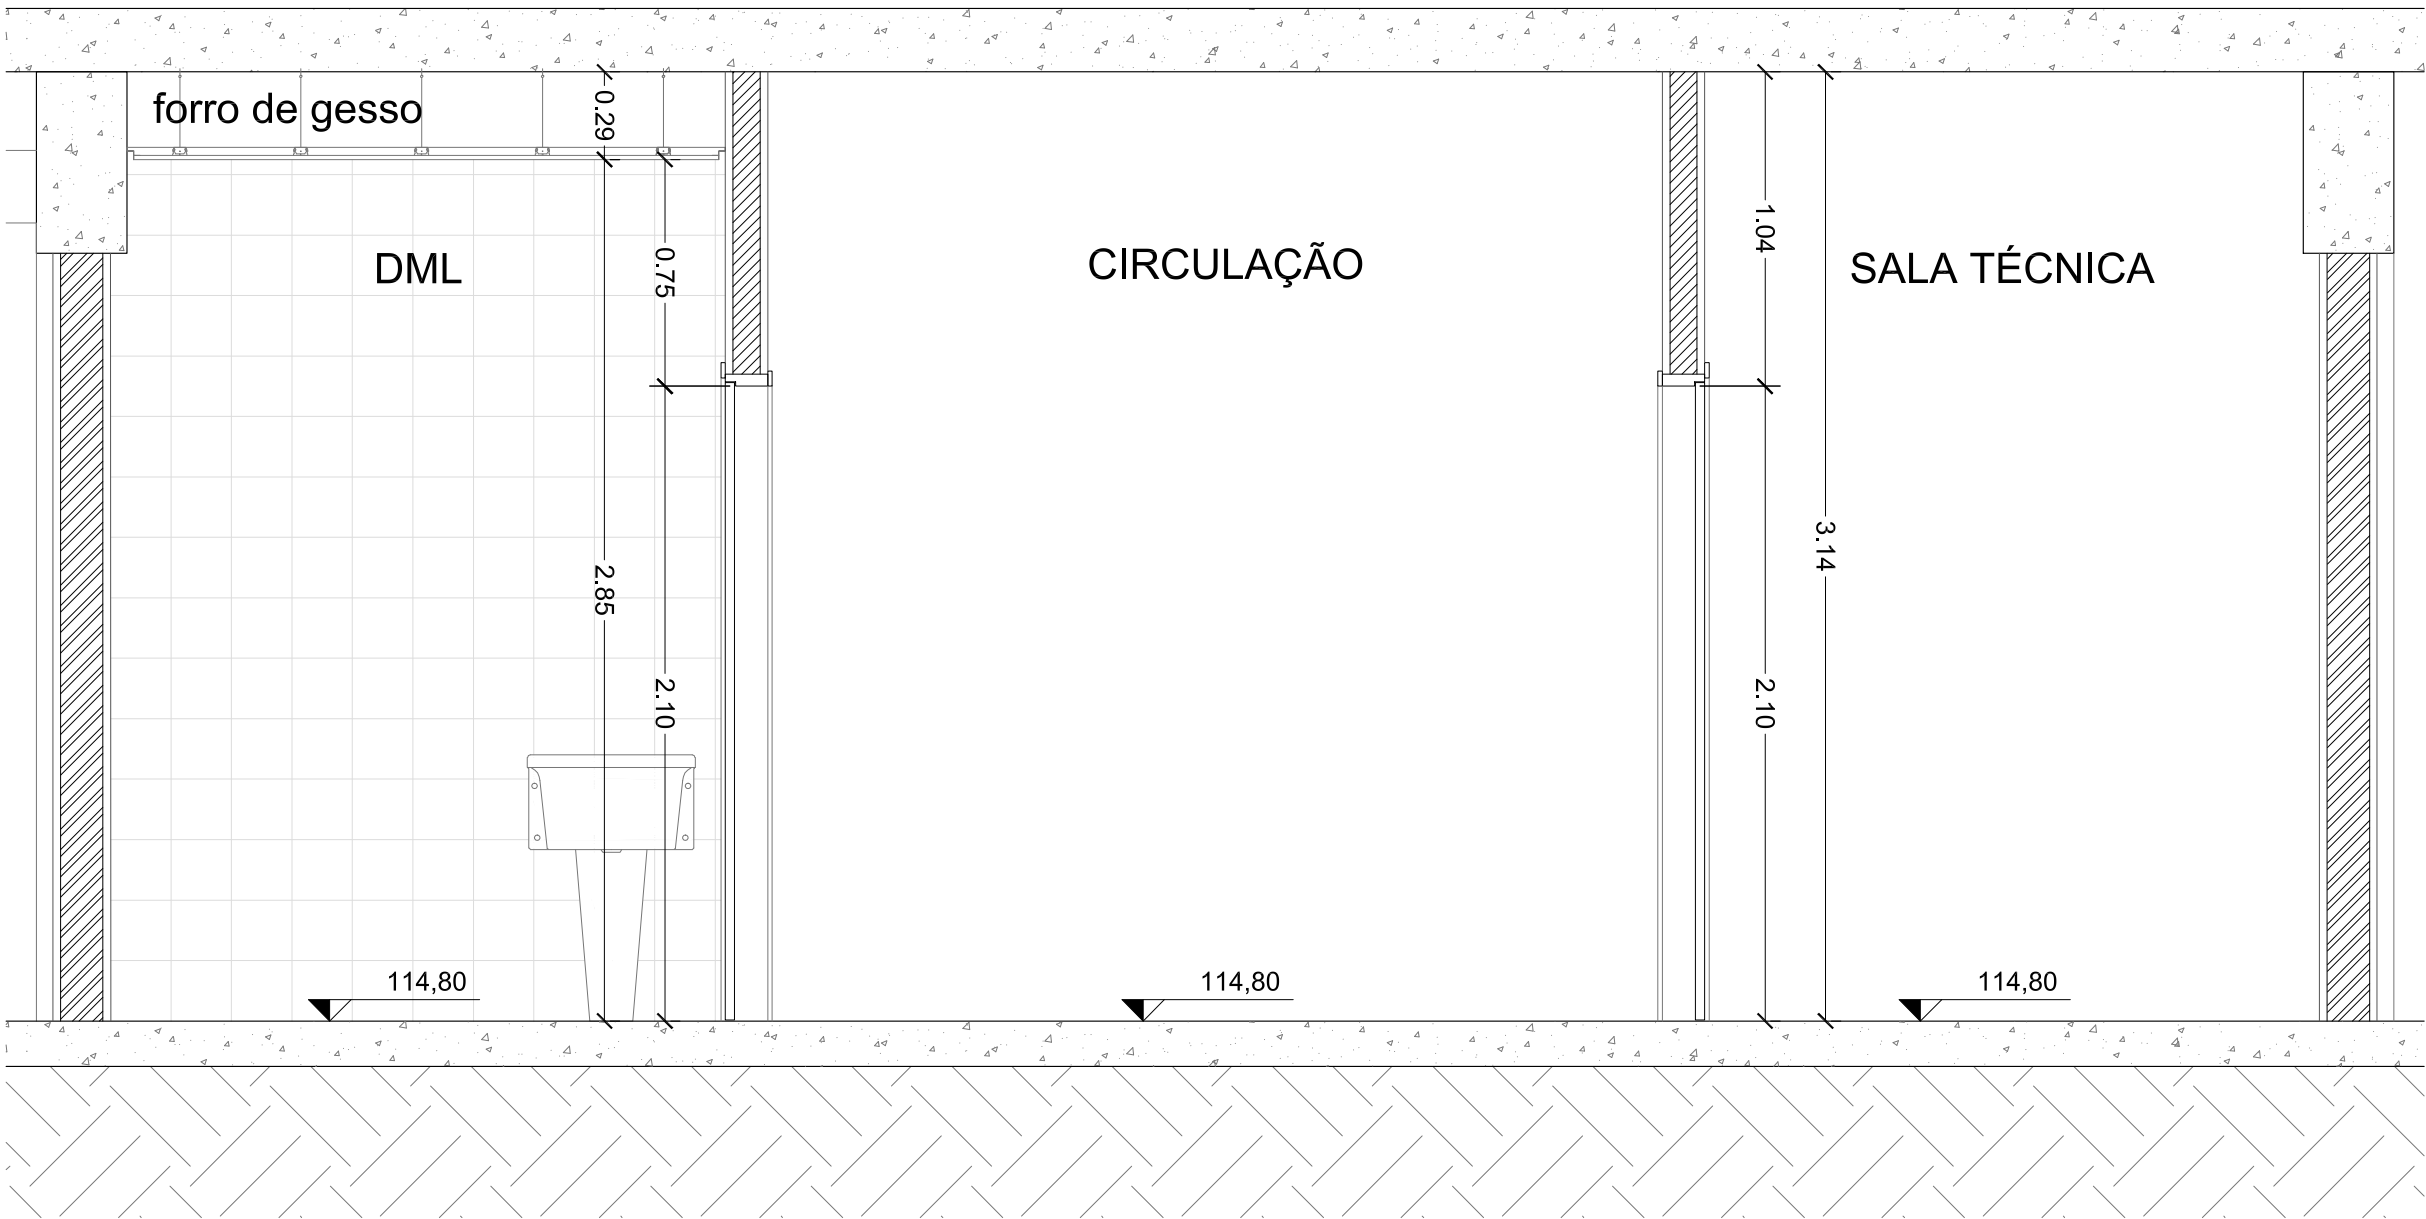 forro de gesso
0.29
DML
0.75
CIRCULAÇÃO
1.04
SALA TÉCNICA
2.85
3.14
2.10
2.10
114,80
114,80
114,80